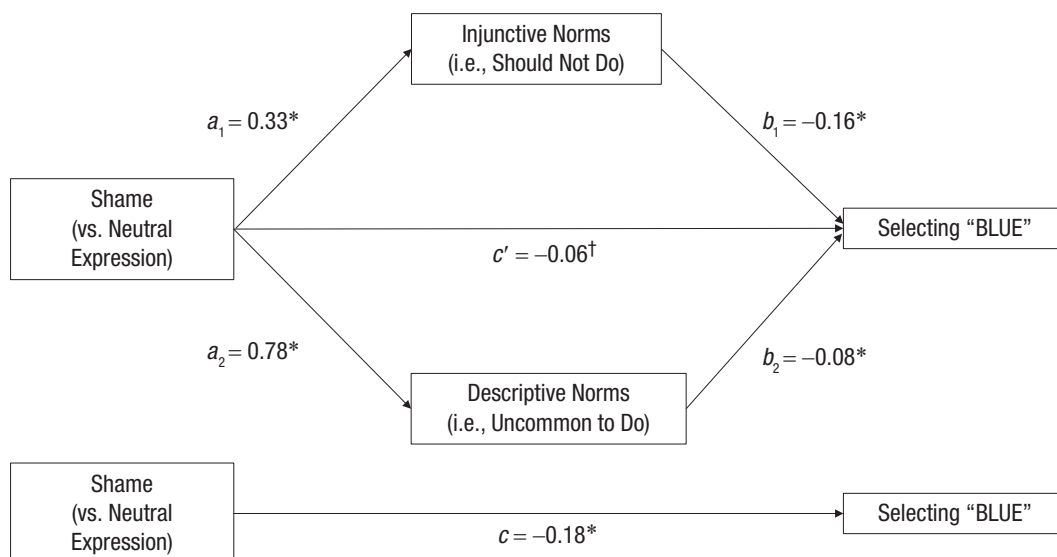 Injunctive Norms
(i.e., Should Not Do)
a₁ = 0.33*
b₁ = −0.16*
Shame
(vs. Neutral
Expression)
Selecting “BLUE”
c′ = −0.06†
a₂ = 0.78*
b₂ = −0.08*
Descriptive Norms
(i.e., Uncommon to Do)
Shame
(vs. Neutral
Expression)
Selecting “BLUE”
c = −0.18*